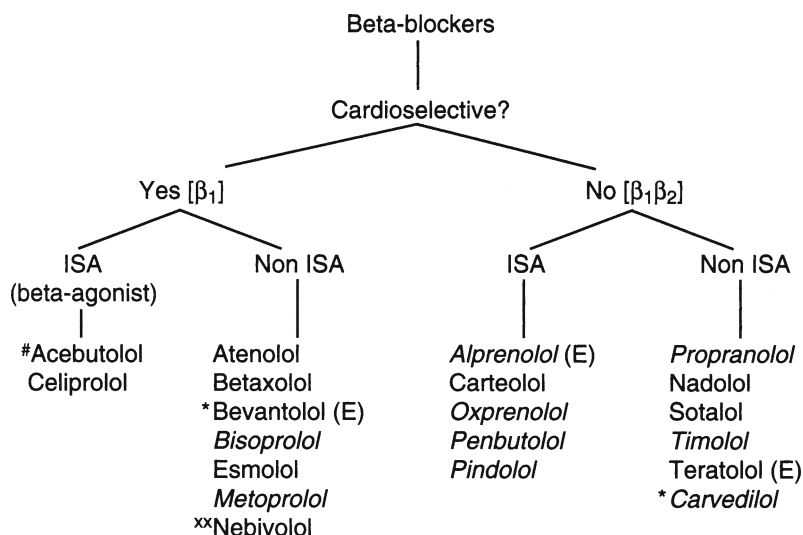 Beta-blockers
Cardioselective?
Yes [β₁]
No [β₁β₂]
ISA
(beta-agonist)
Non ISA
ISA
Non ISA
#Acebutolol
Celiprolol
Atenolol
Betaxolol
*Bevantolol (E)
Bisoprolol
Esmolol
Metoprolol
xxNebivolol
Alprenolol (E)
Carteolol
Oxprenolol
Penbutolol
Pindolol
Propranolol
Nadolol
Sotalol
Timolol
Teratolol (E)
*Carvedilol